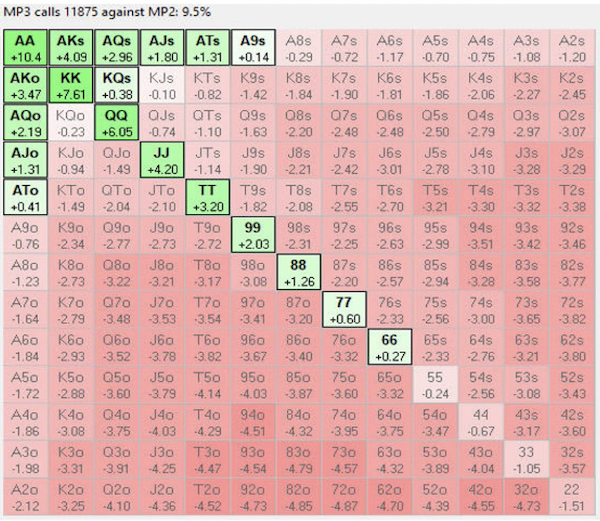 MP3 calls 11875 against MP2: 9.5%
AA AKs AQs AJs ATs A9s A8s A7s A6s A5s A4s A3s A2s
+10.4 +4.09 +2.96 +1.80 +1.31 +0.14 -0.29 -0.72 -1.17 -0.70 -0.75 -1.08 -1.20
AKo KK KQs KJs KTs K9s K8s K7s K6s K5s K4s K3s K2s
+3.47 +7.61 +0.38 -0.10 -0.82 -1.42 -1.84 -1.90 -1.81 -1.86 -2.06 -2.27 -2.45
AQo KQo QQ QJs QTs Q9s Q8s Q7s Q6s Q5s Q4s Q3s Q2s
+2.19 -0.23 +6.05 -0.74 -1.10 -1.63 -2.20 -2.48 -2.48 -2.50 -2.79 -2.97 -3.07
AJo KJo QJo JJ JTs J9s J8s J7s J6s J5s J4s J3s J2s
+1.31 -0.94 -1.49 +4.20 -1.14 -1.90 -2.21 -2.42 -3.01 -2.78 -3.10 -3.28 -3.29
ATo KTo QTo JTo TT T9s T8s T7s T6s T5s T4s T3s T2s
+0.41 -1.49 -2.04 -2.10 +3.20 -1.82 -2.08 -2.55 -2.70 -3.21 -3.30 -3.32 -3.38
A9o K9o Q9o J9o T9o 99 98s 97s 96s 95s 94s 93s 92s
-0.76 -2.34 -2.77 -2.73 -2.72 +2.03 -2.31 -2.25 -2.63 -2.99 -3.51 -3.42 -3.46
A8o K8o Q8o J8o T8o 98o 88 87s 86s 85s 84s 83s 82s
-1.23 -2.73 -3.22 -3.21 -3.17 -3.08 +1.26 -2.20 -2.57 -2.94 -3.28 -3.58 -3.77
A7o K7o Q7o J7o T7o 97o 87o 77 76s 75s 74s 73s 72s
-1.64 -2.79 -3.48 -3.53 -3.54 -3.41 -3.20 +0.60 -2.33 -2.56 -3.00 -3.65 -3.82
A6o K6o Q6o J6o T6o 96o 86o 76o 66 65s 64s 63s 62s
-1.84 -2.93 -3.52 -3.78 -3.82 -3.67 -3.40 -3.32 +0.27 -2.33 -2.76 -3.21 -3.80
A5o K5o Q5o J5o T5o 95o 85o 75o 65o 55 54s 53s 52s
-1.72 -2.88 -3.60 -3.79 -4.14 -4.03 -3.87 -3.60 -3.32 -0.24 -2.56 -3.08 -3.43
A4o K4o Q4o J4o T4o 94o 84o 74o 64o 54o 44 43s 42s
-1.86 -3.08 -3.75 -4.03 -4.29 -4.51 -4.32 -3.95 -3.75 -3.47 -0.67 -3.17 -3.60
A3o K3o Q3o J3o T3o 93o 83o 73o 63o 53o 43o 33 32s
-1.98 -3.31 -3.91 -4.25 -4.47 -4.54 -4.79 -4.57 -4.32 -3.89 -4.04 -1.05 -3.57
A2o K2o Q2o J2o T2o 92o 82o 72o 62o 52o 42o 32o 22
-2.12 -3.25 -4.10 -4.36 -4.52 -4.73 -4.85 -4.87 -4.70 -4.39 -4.55 -4.73 -1.51